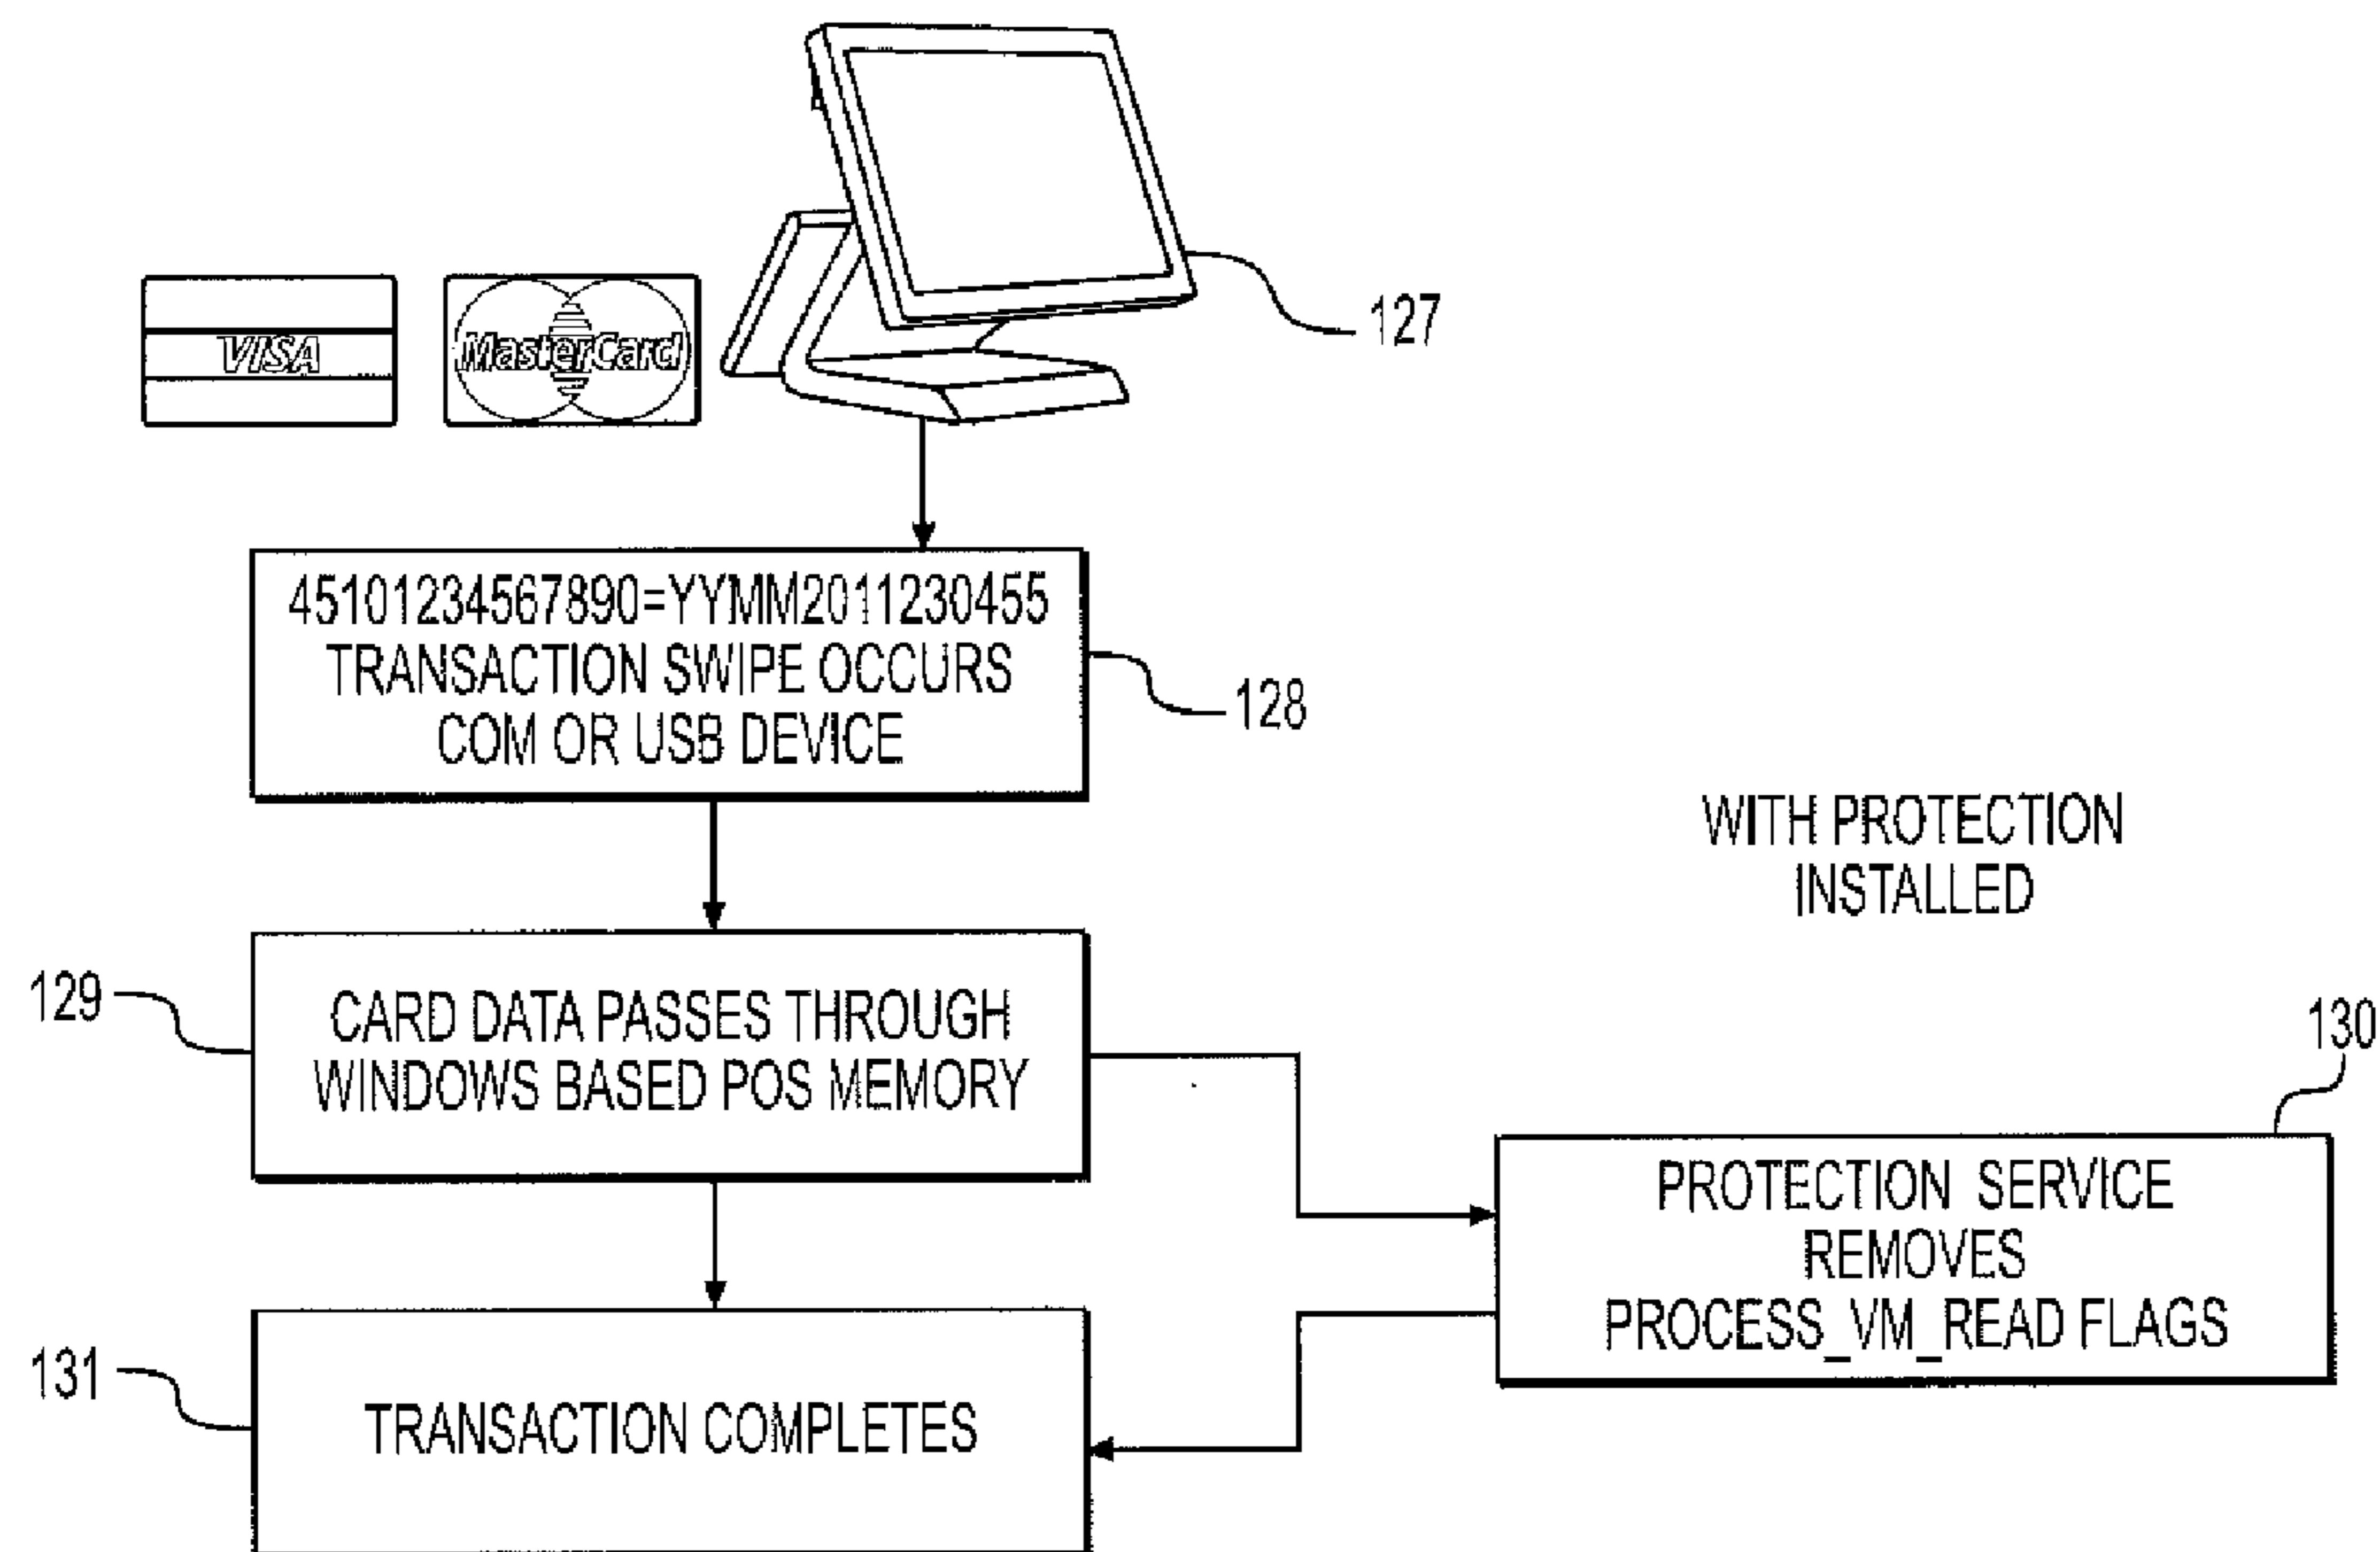 VISA
MasterCard
127
45101234567890=YYMM2011230455
TRANSACTION SWIPE OCCURS
COM OR USB DEVICE
128
WITH PROTECTION
INSTALLED
129
CARD DATA PASSES THROUGH
WINDOWS BASED POS MEMORY
130
PROTECTION SERVICE
REMOVES
PROCESS_VM_READ FLAGS
131
TRANSACTION COMPLETES